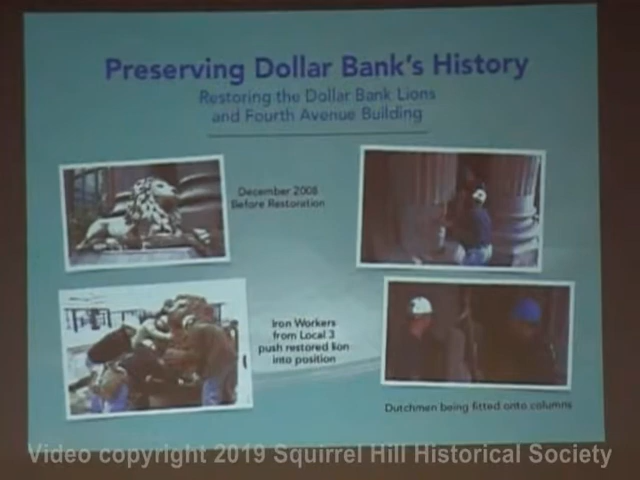 Preserving Dollar Bank's History
Restoring the Dollar Bank Lions
and Fourth Avenue Building
December 2008
Before Restoration
Iron Workers
from Local 3
push restored lion
into position
Dutchmen being fitted onto columns
Video copyright 2019 Squirrel Hill Historical Society